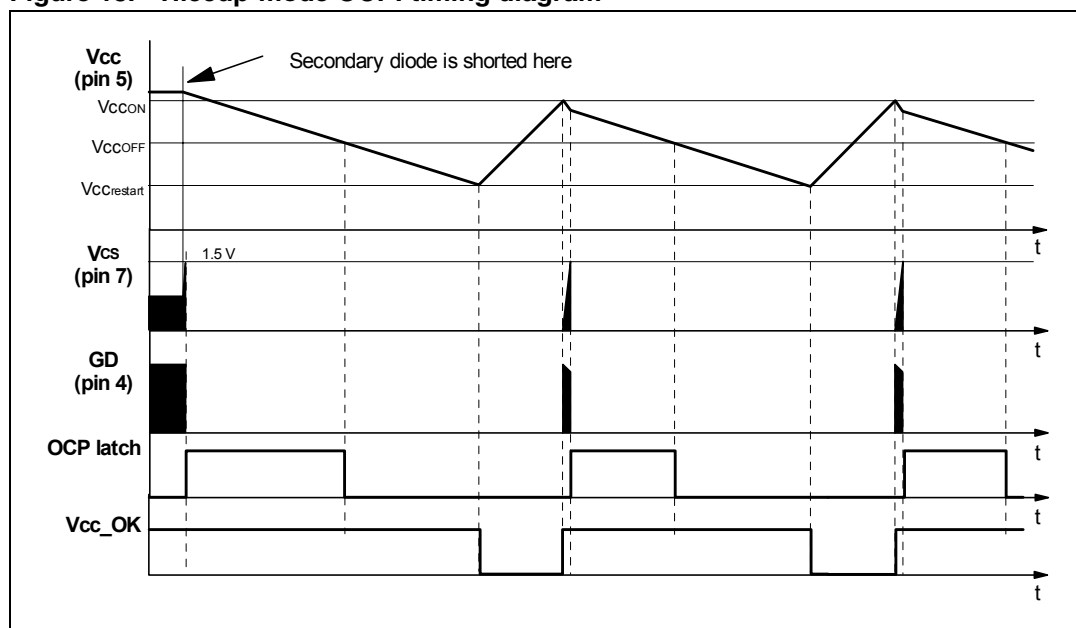 Figure 18. Hiccup-mode OCP: timing diagram
Vcc
(pin 5)
Secondary diode is shorted here
VccON
VccOFF
VccRestart
t
Vcs
(pin 7)
1.5 V
t
GD
(pin 4)
t
OCP latch
t
Vcc_OK
t